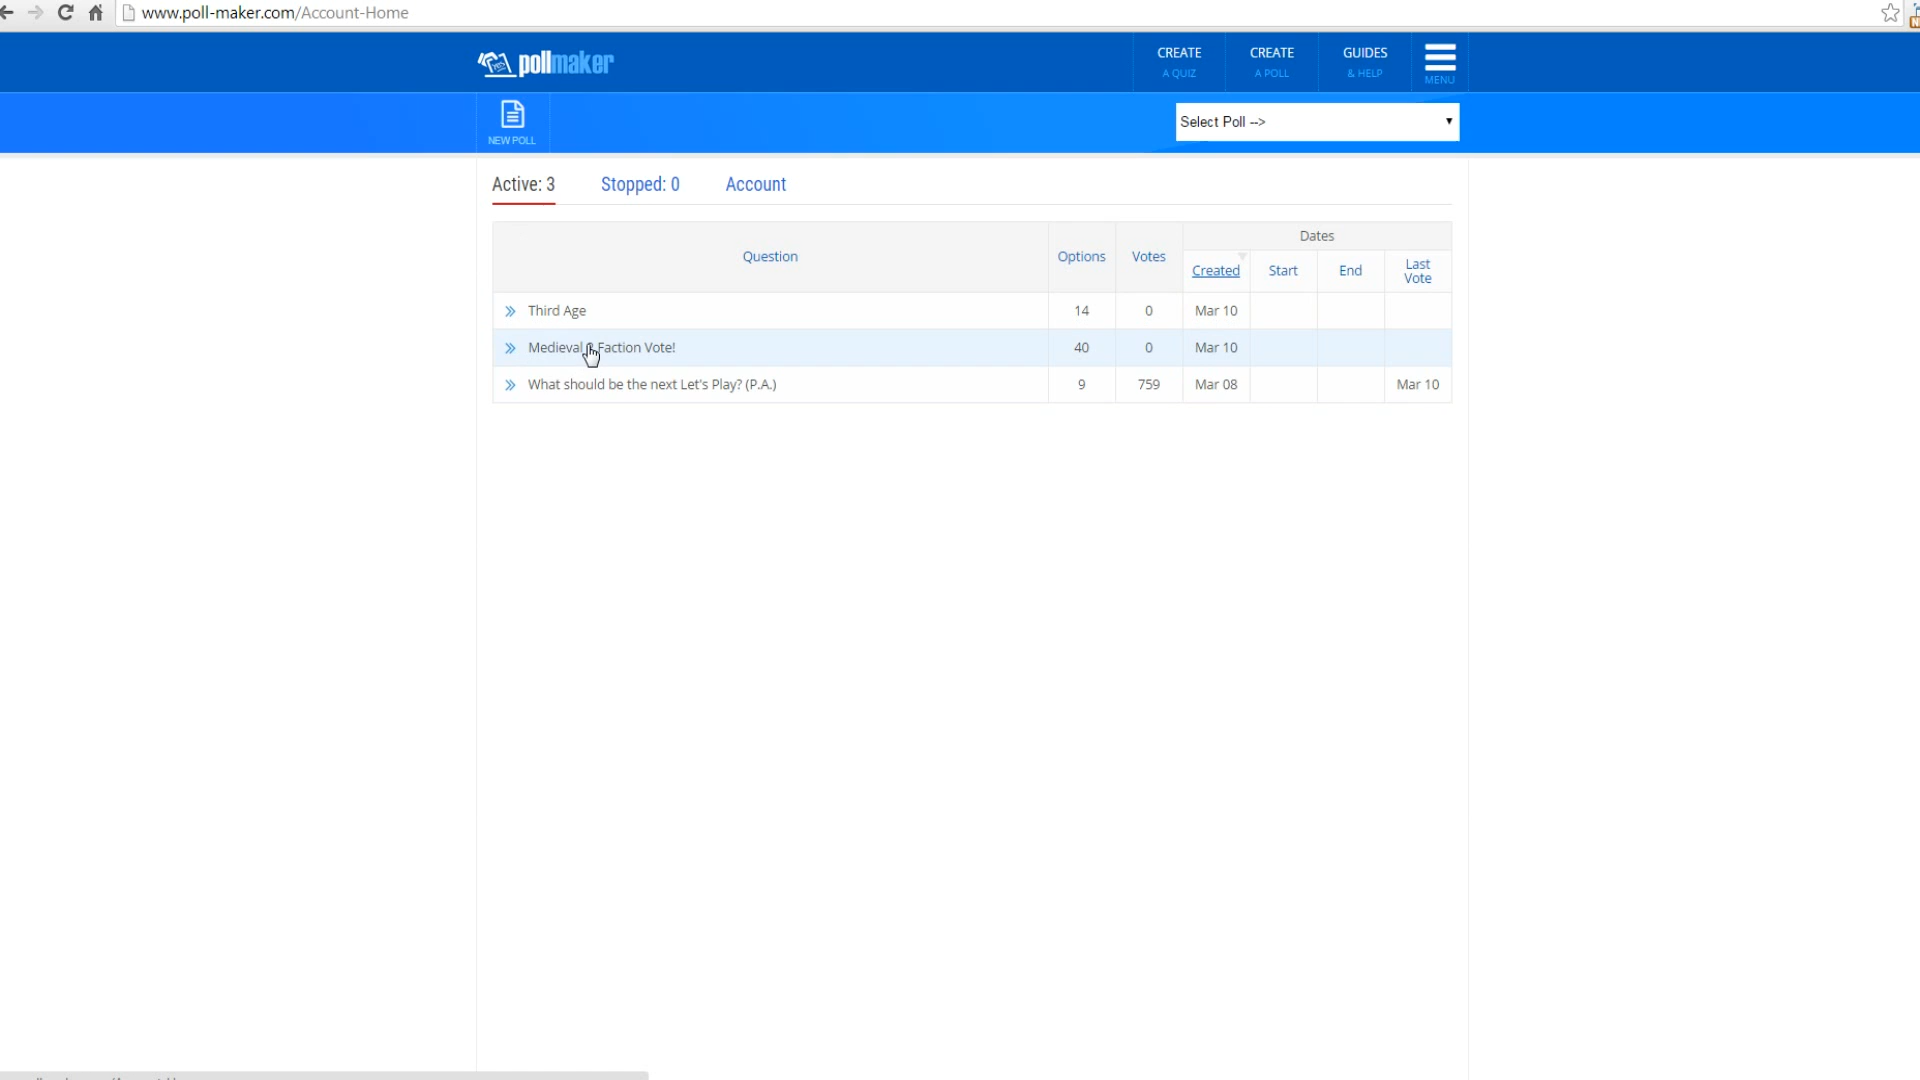 www.poll-maker.com/Account-Home
pollmaker
CREATE
A QUIZ
CREATE
A POLL
GUIDES
& HELP
MENU
NEW POLL
Select Poll -->
Active: 3
Stopped: 0
Account
Question
Options
Votes
Dates
Created
Start
End
Last
Vote
Third Age
14
0
Mar 10
Medieval Faction Vote!
40
0
Mar 10
What should be the next Let's Play? (P.A.)
9
759
Mar 08
Mar 10